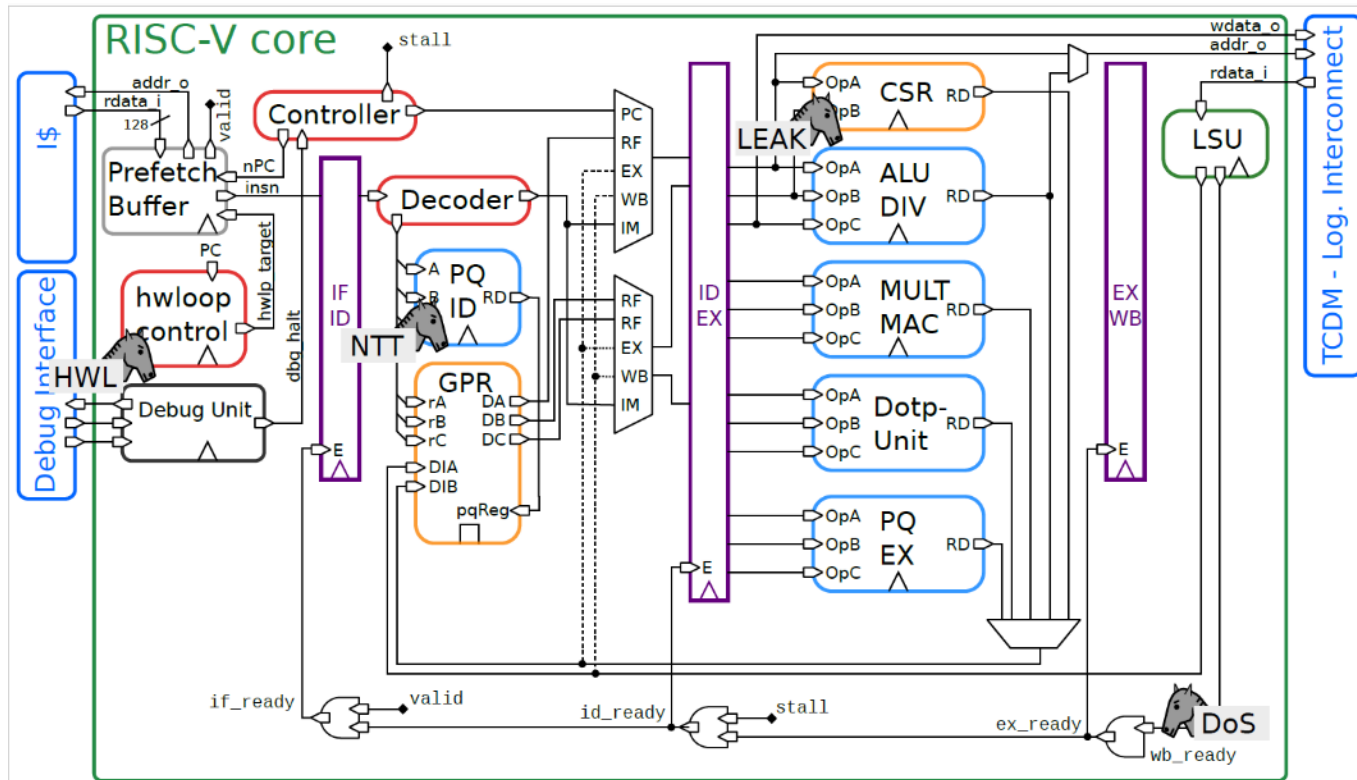 RISC-V core
stall
wdata_o
addr_o
rdata_i
I$
addr_o
rdata_i
128
valid
Controller
PC
RF
EX
WB
IM
OpA
OpB
CSR
RD
LEAK
LSU
TCDM - Log. Interconnect
Prefetch
Buffer
nPC
insn
Decoder
OpA
OpB
OpC
ALU
DIV
RD
hwlp_target
dbg_halt
PC
hwloop
control
HWL
Debug Interface
Debug Unit
IF
ID
E
A
B
PQ
ID
RD
NTT
GPR
rA
rB
rC
DA
DB
DC
DIA
DIB
pqReg
RF
RF
EX
WB
IM
ID
EX
E
OpA
OpB
OpC
MULT
MAC
RD
OpA
OpB
OpC
Dotp-
Unit
RD
OpA
OpB
OpC
PQ
EX
RD
EX
WB
E
if_ready
valid
id_ready
stall
ex_ready
wb_ready
DoS